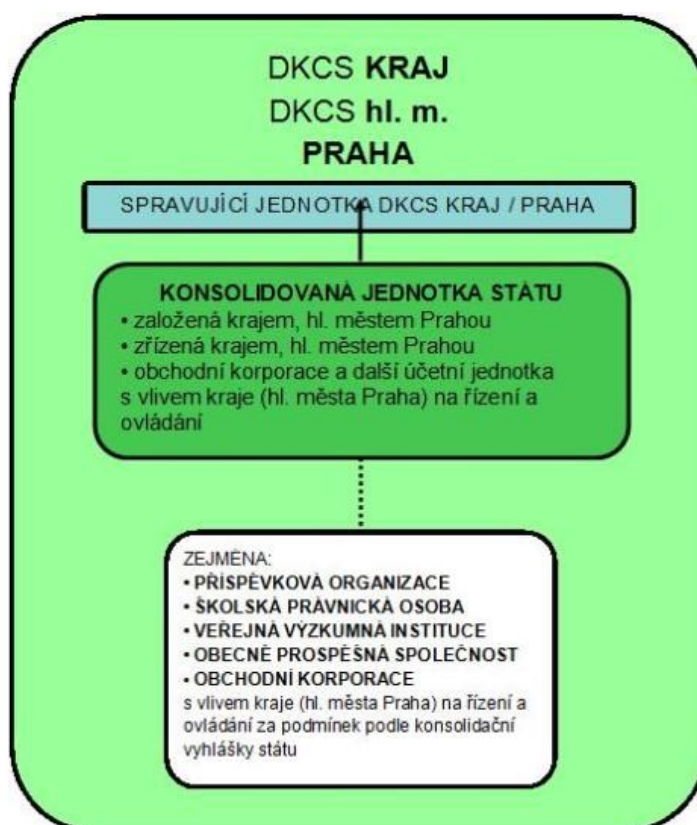 DKCS KRAJ
DKCS hl. m.
PRAHA
SPRAVUJÍCÍ JEDNOTKA DKCS KRAJ / PRAHA
KONSOLIDOVANÁ JEDNOTKA STÁTU
• založená krajem, hl. městem Prahou
• zřízená krajem, hl. městem Prahou
• obchodní korporace a další účetní jednotka
s vlivem kraje (hl. města Praha) na řízení a
ovládání
ZEJMÉNA:
• PŘÍSPĚVKOVÁ ORGANIZACE
• ŠKOLSKÁ PRÁVNICKÁ OSOBA
• VEŘEJNÁ VÝZKUMNÁ INSTITUCE
• OBECNĚ PROSPĚŠNÁ SPOLEČNOST
• OBCHODNÍ KORPORACE
s vlivem kraje (hl. města Praha) na řízení a
ovládání za podmínek podle konsolidační
vyhlášky státu